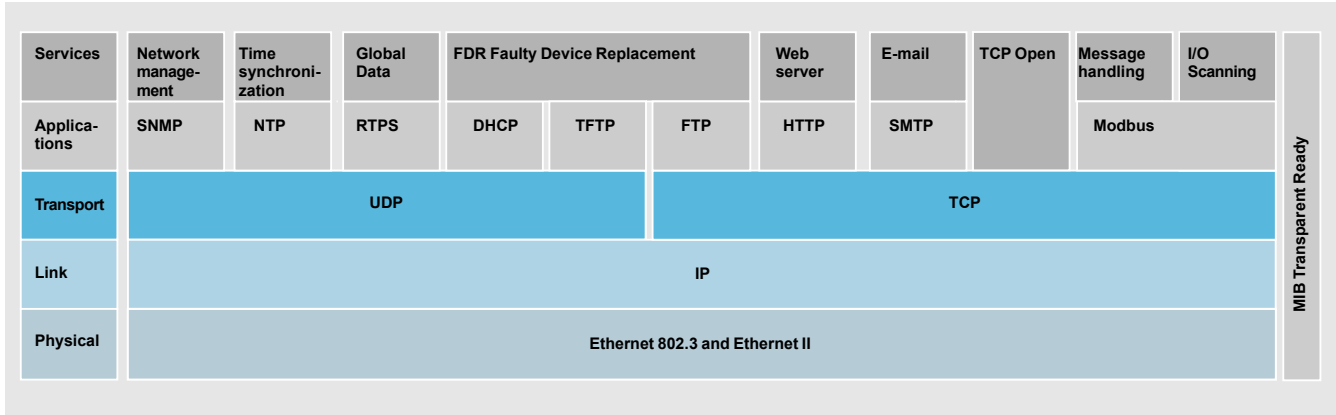 Services
Network
manage-
ment
Time
synchroni-
zation
Global
Data
FDR Faulty Device Replacement
Web
server
E-mail
TCP Open
Message
handling
I/O
Scanning
Applica-
tions
SNMP
NTP
RTPS
DHCP
TFTP
FTP
HTTP
SMTP
Modbus
Transport
UDP
TCP
Link
IP
Physical
Ethernet 802.3 and Ethernet II
MIB Transparent Ready